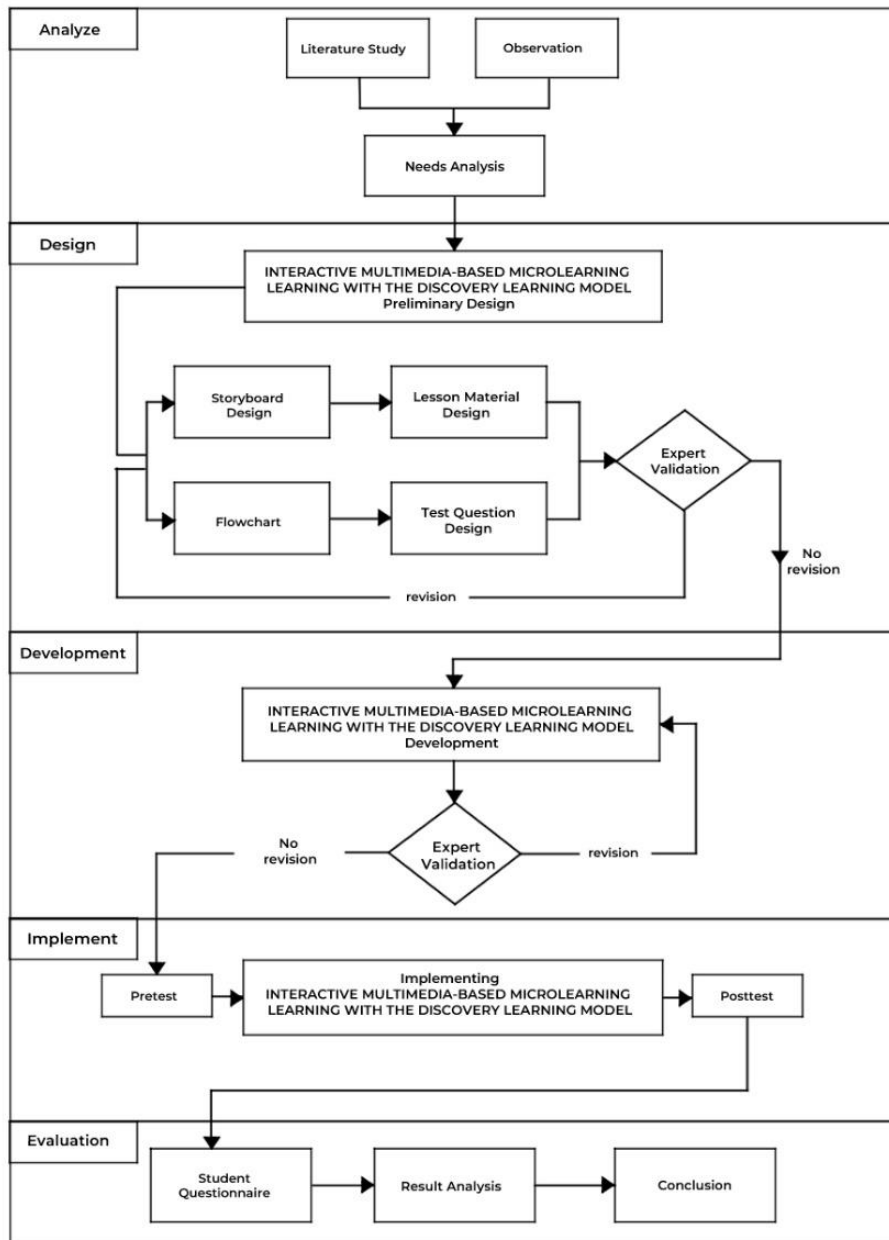 Analyze
Literature Study
Observation
Needs Analysis
Design
INTERACTIVE MULTIMEDIA-BASED MICROLEARNING
LEARNING WITH THE DISCOVERY LEARNING MODEL
Preliminary Design
Storyboard
Design
Lesson Material
Design
Expert
Validation
Flowchart
Test Question
Design
No
revision
revision
Development
INTERACTIVE MULTIMEDIA-BASED MICROLEARNING
LEARNING WITH THE DISCOVERY LEARNING MODEL
Development
No
revision
Expert
Validation
revision
Implement
Pretest
Implementing
INTERACTIVE MULTIMEDIA-BASED MICROLEARNING
LEARNING WITH THE DISCOVERY LEARNING MODEL
Posttest
Evaluation
Student
Questionnaire
Result Analysis
Conclusion